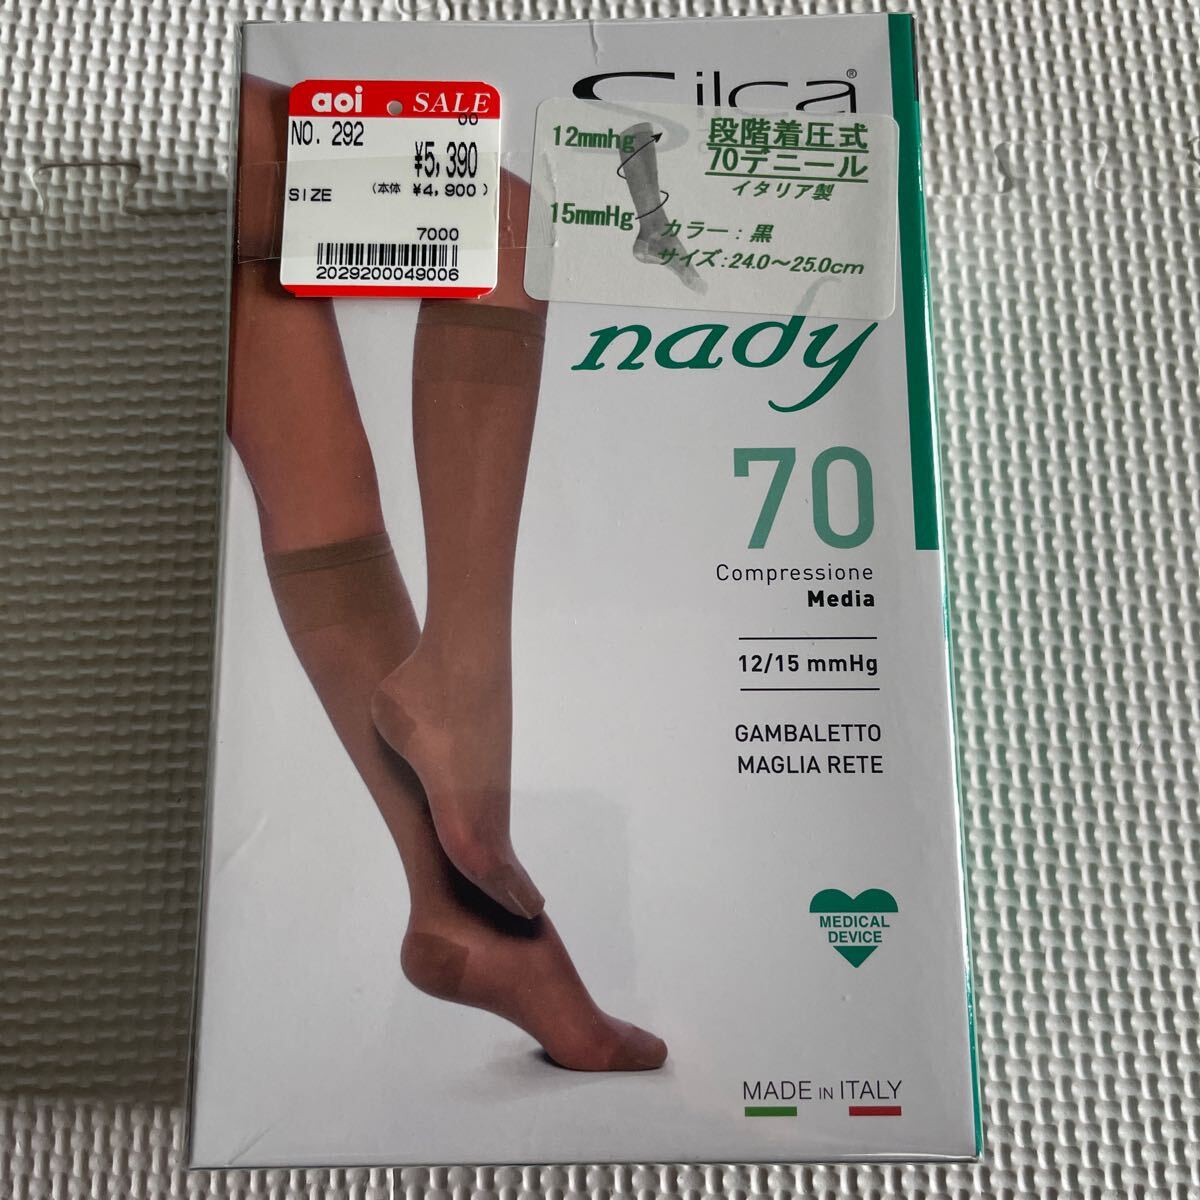 Silca®
aoi SALE
NO. 292
¥5,390
(本体 ¥4,900)
SIZE
7000
2029200049006
12mmhg
15mmHg
段階着圧式
70デニール
イタリア製
カラー:黒
サイズ:24.0～25.0cm
nady
70
Compressione
Media
12/15 mmHg
GAMBALETTO
MAGLIA RETE
MEDICAL
DEVICE
MADE IN ITALY